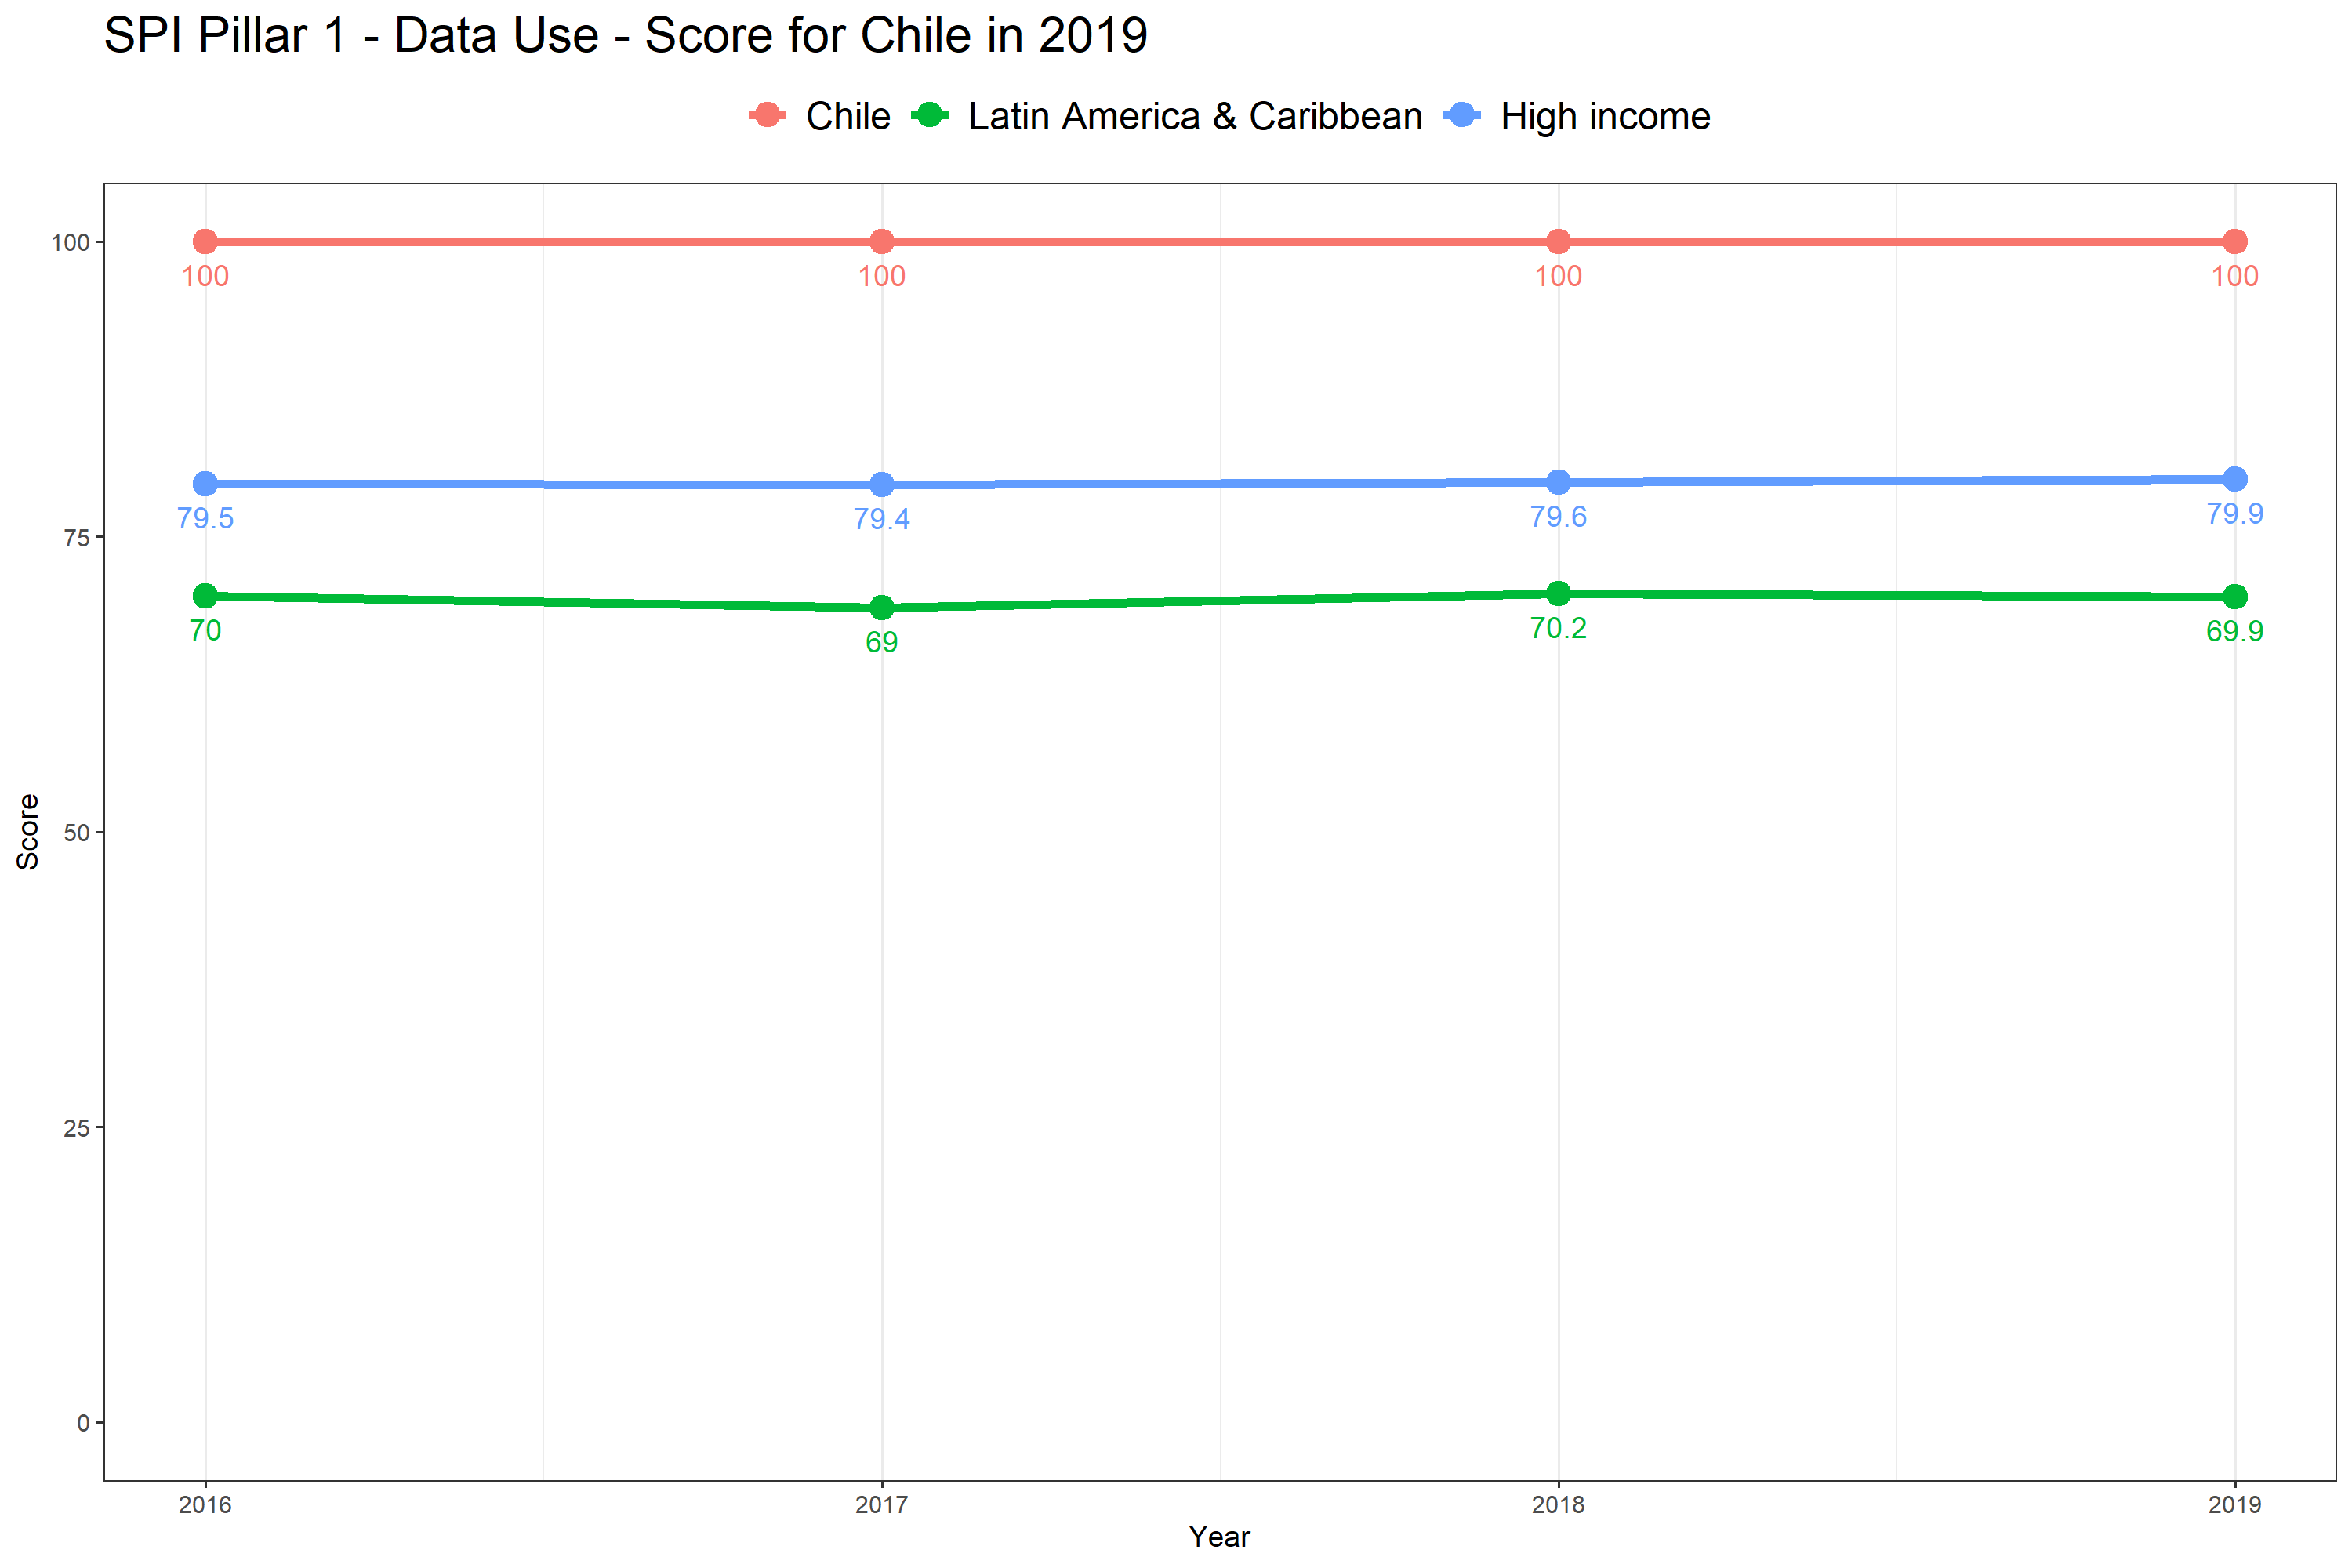 SPI Pillar 1 - Data Use - Score for Chile in 2019
Chile Latin America & Caribbean High income
100
75
50
25
0
Score
100 100 100 100
79.5 79.4 79.6 79.9
70 69 70.2 69.9
2016 2017 2018 2019
Year